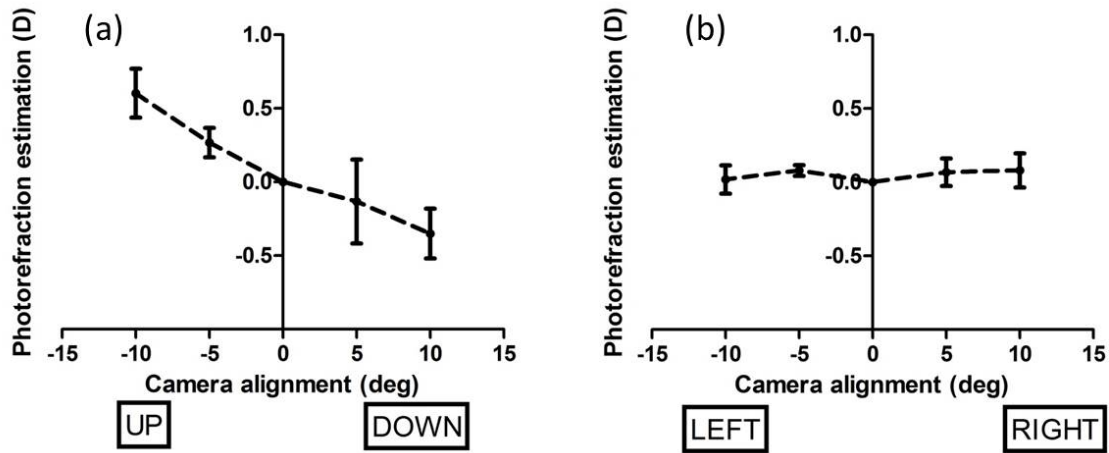 (a)
Photorefraction estimation (D)
1.0
0.5
0.0
-0.5
-15 -10 -5 0 5 10 15
Camera alignment (deg)
UP DOWN
(b)
Photorefraction estimation (D)
1.0
0.5
0.0
-0.5
-15 -10 -5 0 5 10 15
Camera alignment (deg)
LEFT RIGHT